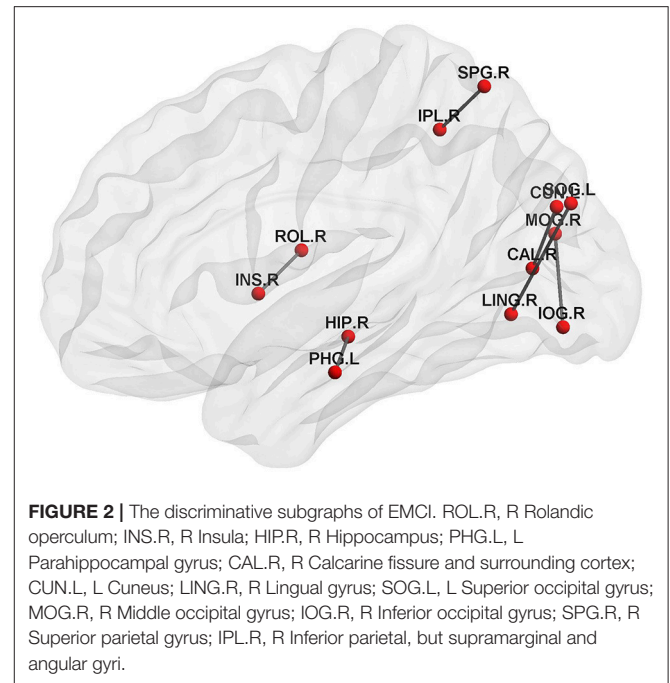 SPG.R
IPL.R
CUN.L SOG.L
MOG.R
ROL.R
CAL.R
INS.R
LING.R
IOG.R
HIP.R
PHG.L
FIGURE 2 | The discriminative subgraphs of EMCI. ROL.R, R Rolandic
operculum; INS.R, R Insula; HIP.R, R Hippocampus; PHG.L, L
Parahippocampal gyrus; CAL.R, R Calcarine fissure and surrounding cortex;
CUN.L, L Cuneus; LING.R, R Lingual gyrus; SOG.L, L Superior occipital gyrus;
MOG.R, R Middle occipital gyrus; IOG.R, R Inferior occipital gyrus; SPG.R, R
Superior parietal gyrus; IPL.R, R Inferior parietal, but supramarginal and
angular gyri.